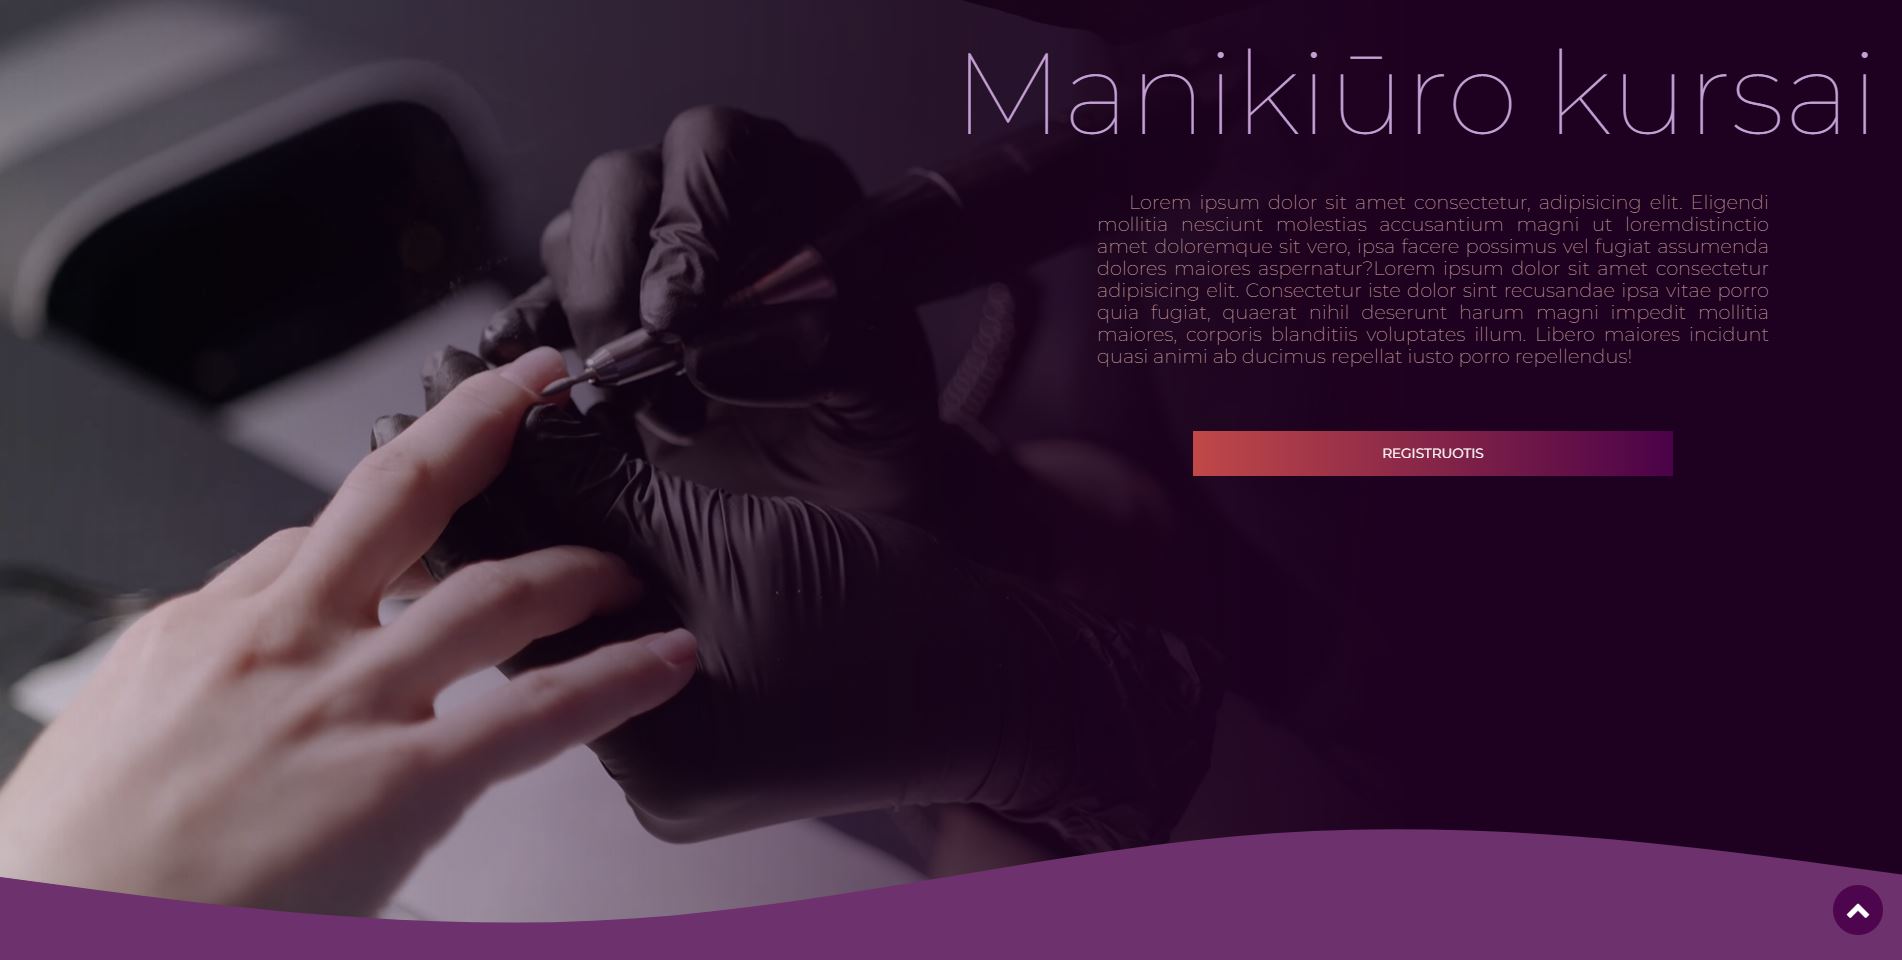 Manikiūro kursai
Lorem ipsum dolor sit amet consectetur, adipisicing elit. Eligendi
mollitia nesciunt molestias accusantium magni ut loremdistinctio
amet doloremque sit vero, ipsa facere possimus vel fugiat assumenda
dolores maiores aspernatur?Lorem ipsum dolor sit amet consectetur
adipisicing elit. Consectetur iste dolor sint recusandae ipsa vitae porro
quia fugiat, quaerat nihil deserunt harum magni impedit mollitia
maiores, corporis blanditiis voluptates illum. Libero maiores incidunt
quasi animi ab ducimus repellat iusto porro repellendus!
REGISTRUOTIS